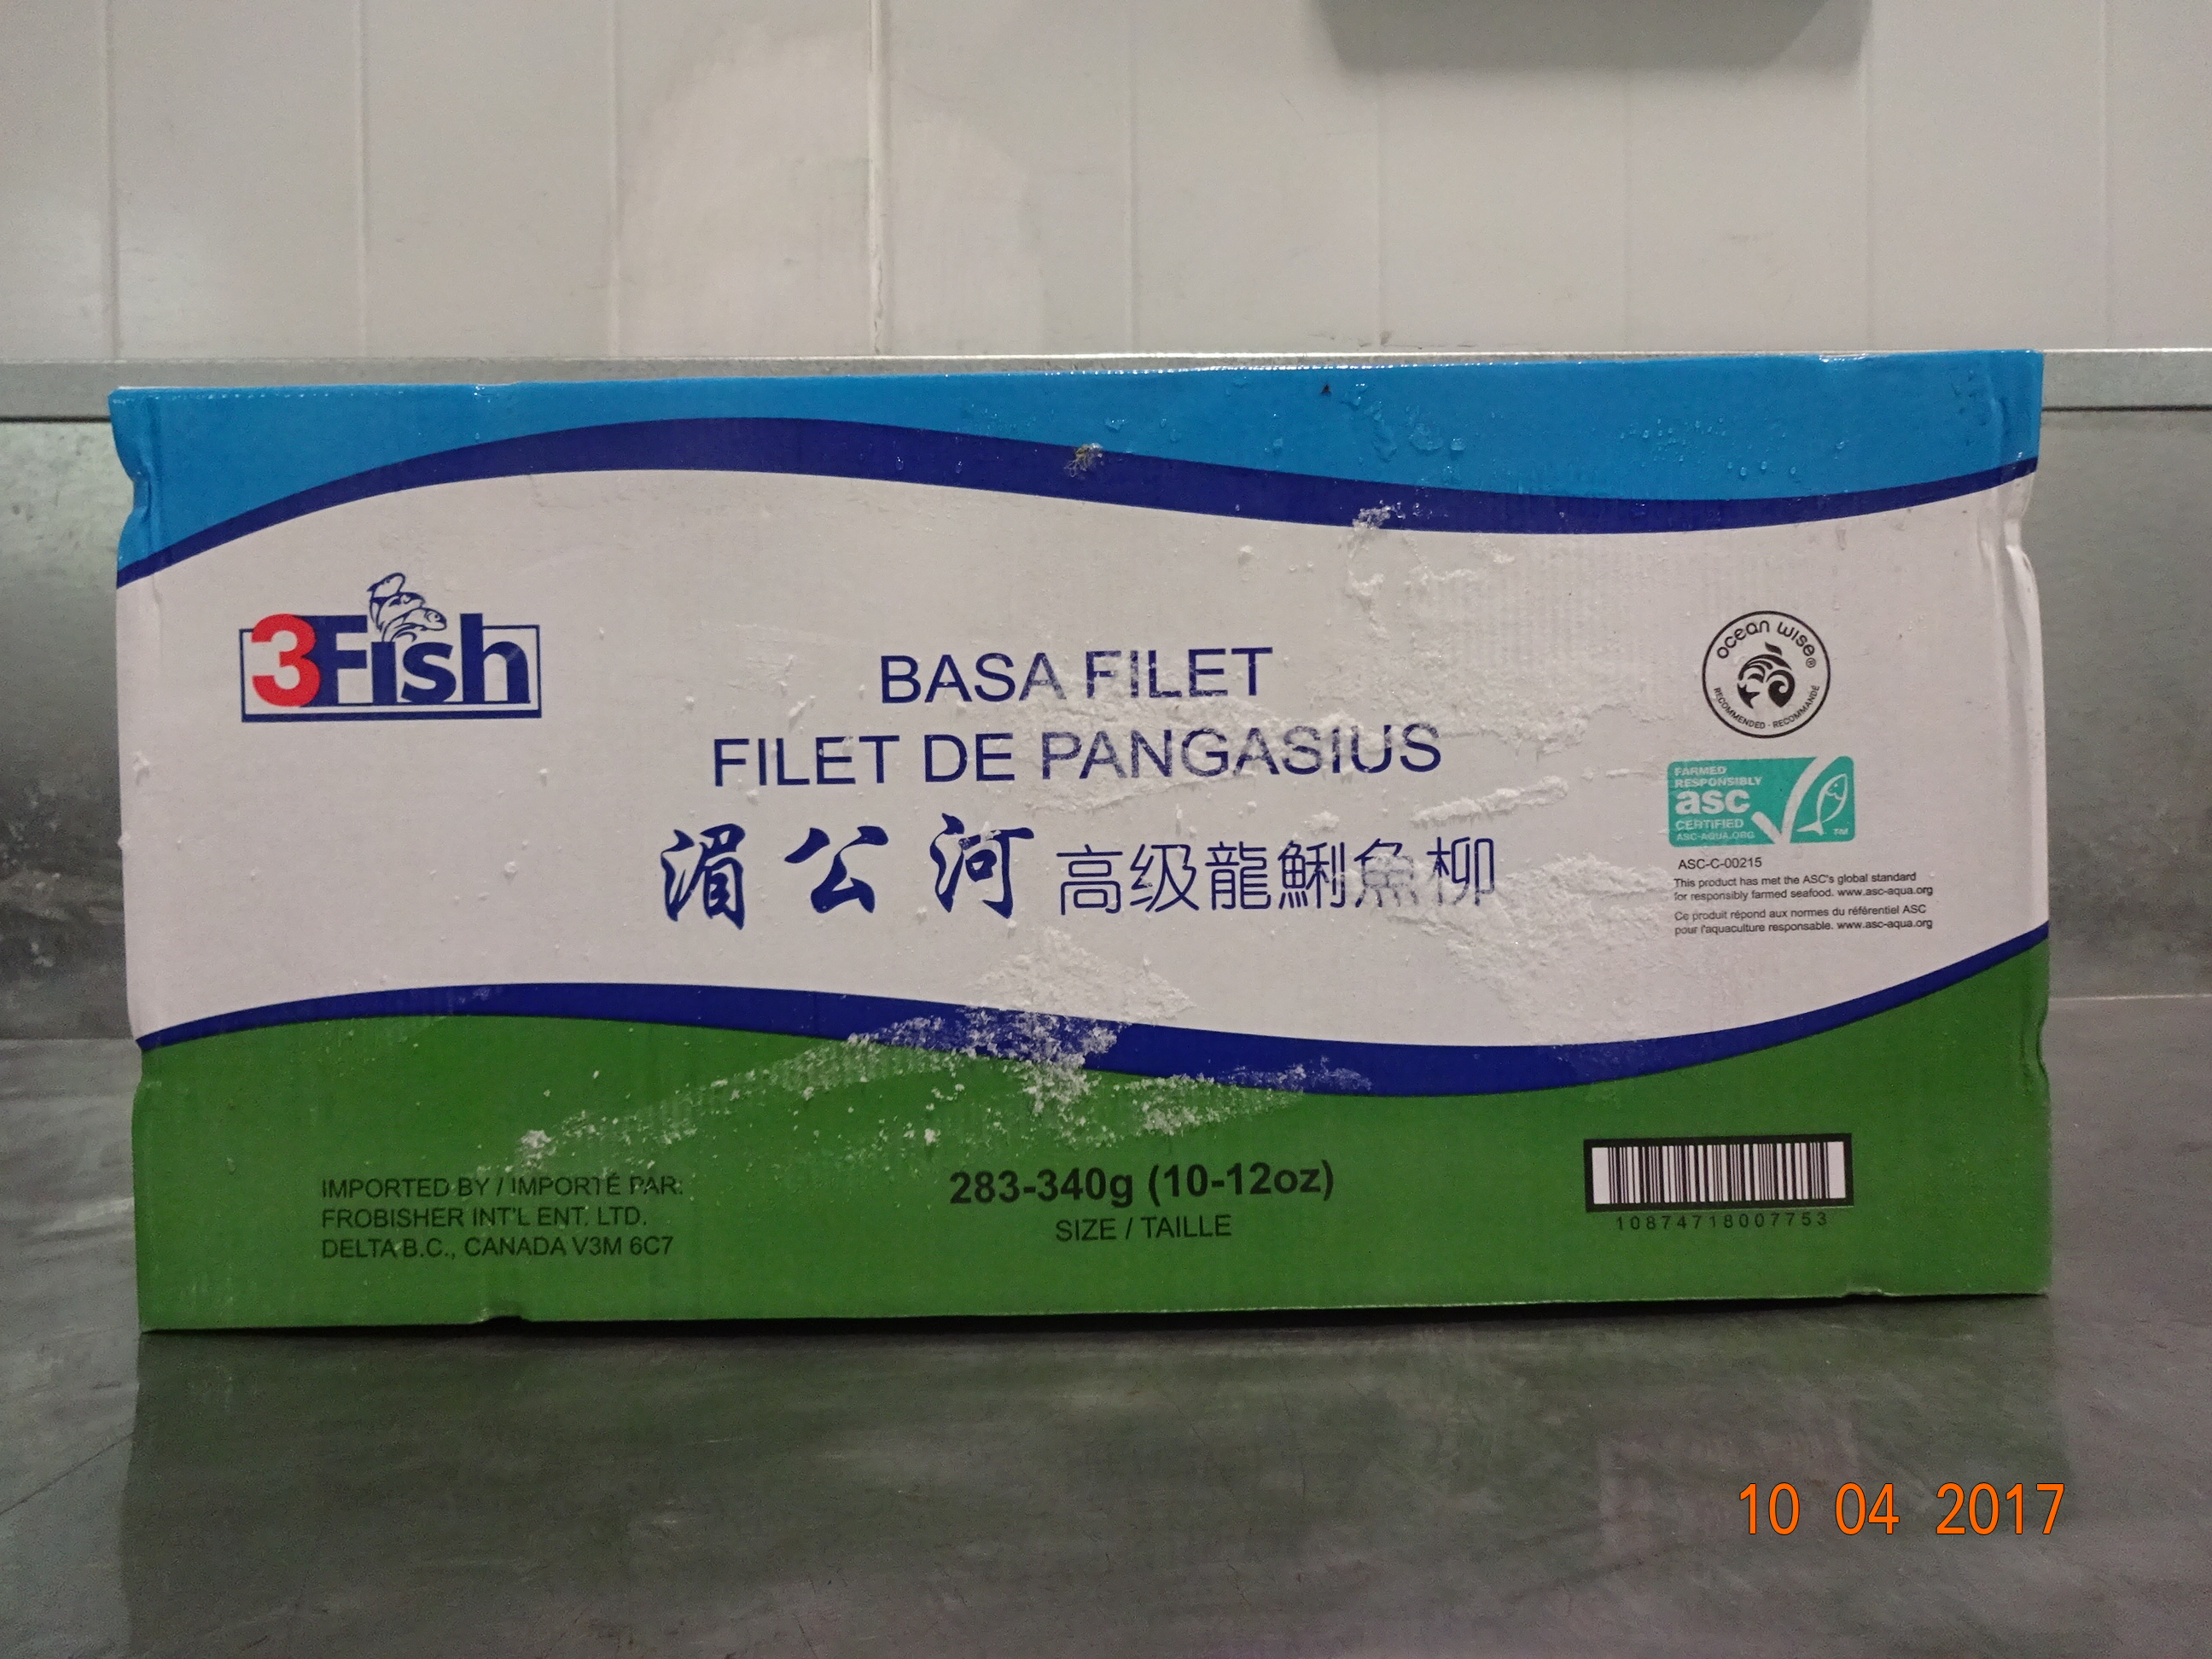 3Fish
BASA FILET
FILET DE PANGASIUS
湄公河 高级龍鯏魚柳
ocean wise®
RECOMMENDED - RECOMMANDÉ
FARMED
RESPONSIBLY
asc
CERTIFIED
ASC-AQUA.ORG
TM
ASC-C-00215
This product has met the ASC's global standard
for responsibly farmed seafood. www.asc-aqua.org
Ce produit répond aux normes du référentiel ASC
pour l'aquaculture responsable. www.asc-aqua.org
IMPORTED BY / IMPORTÉ PAR:
FROBISHER INT'L ENT. LTD.
DELTA B.C., CANADA V3M 6C7
283-340g (10-12oz)
SIZE / TAILLE
10874718007753
10 04 2017